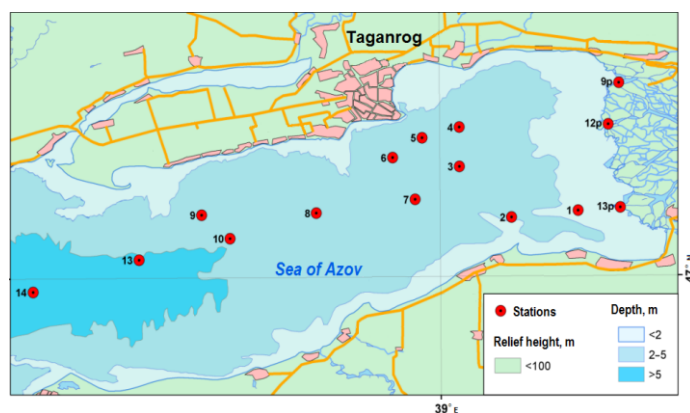 Taganrog
9p
12p
4
5
6
3
13p
7
1
2
8
9
10
13
Sea of Azov
47° N
14
Stations
Relief height, m
<100
Depth, m
<2
2–5
>5
39° E